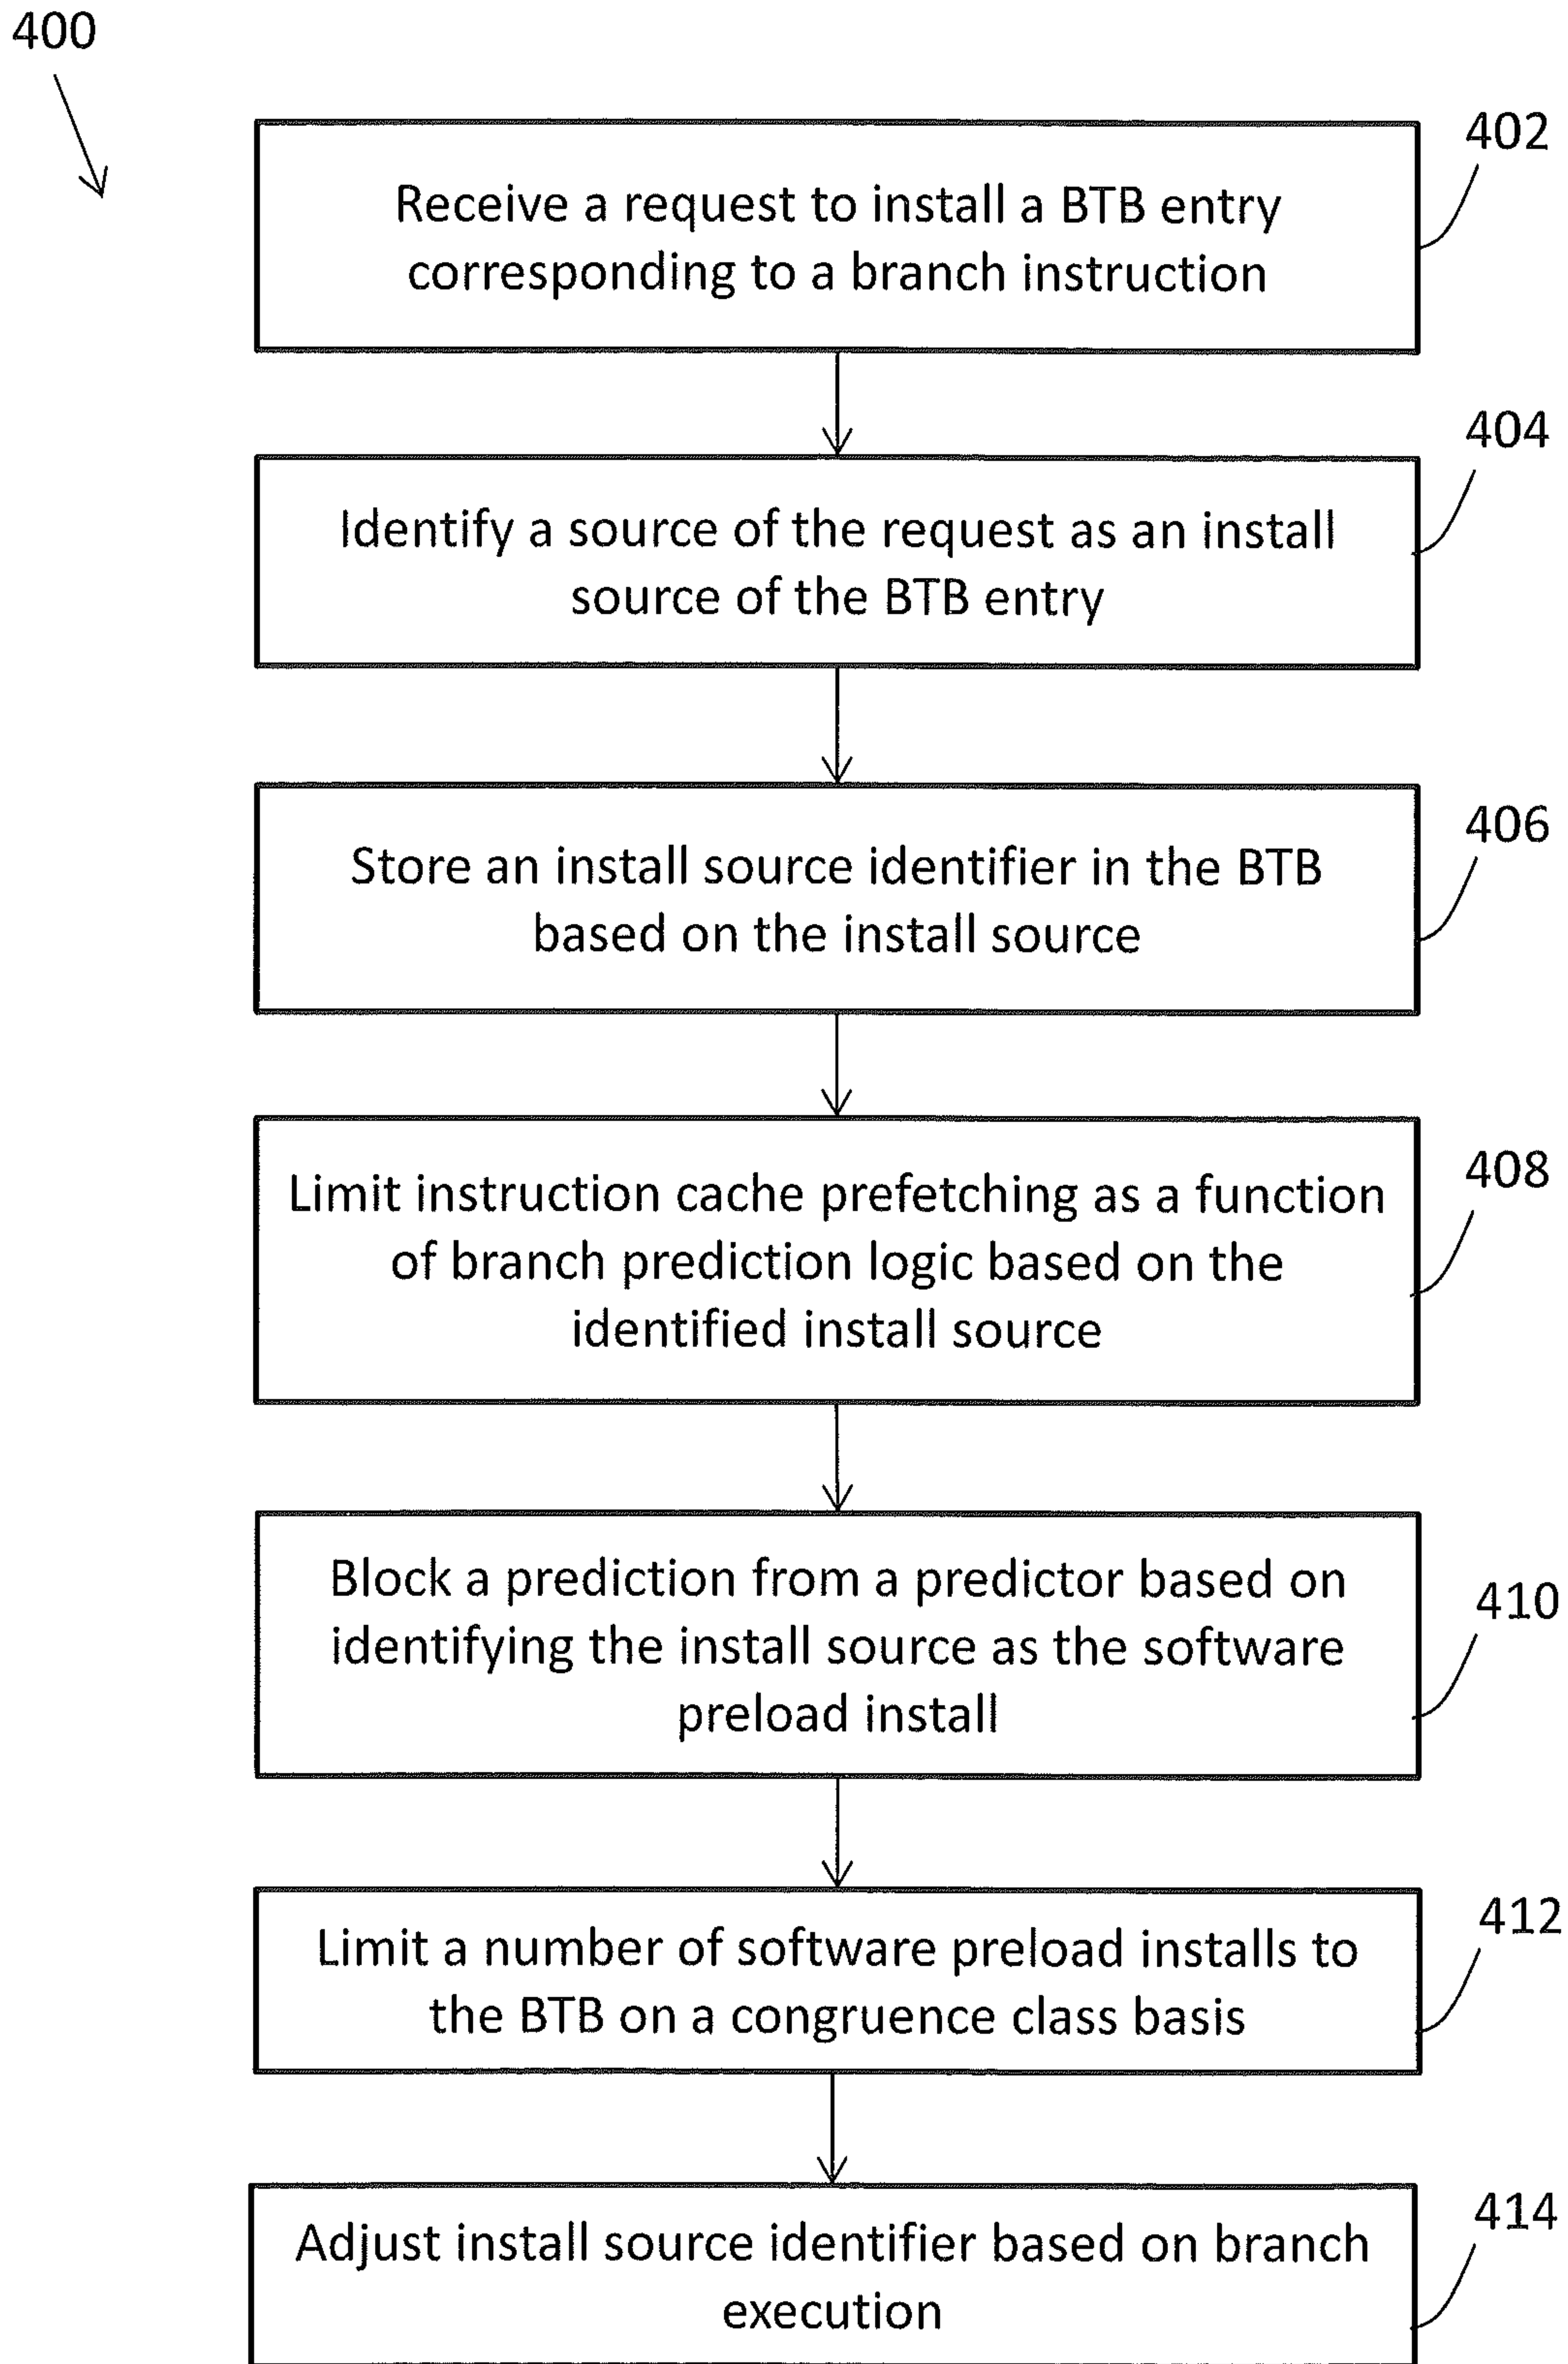 400
402
Receive a request to install a BTB entry
corresponding to a branch instruction
404
Identify a source of the request as an install
source of the BTB entry
406
Store an install source identifier in the BTB
based on the install source
408
Limit instruction cache prefetching as a function
of branch prediction logic based on the
identified install source
410
Block a prediction from a predictor based on
identifying the install source as the software
preload install
412
Limit a number of software preload installs to
the BTB on a congruence class basis
414
Adjust install source identifier based on branch
execution